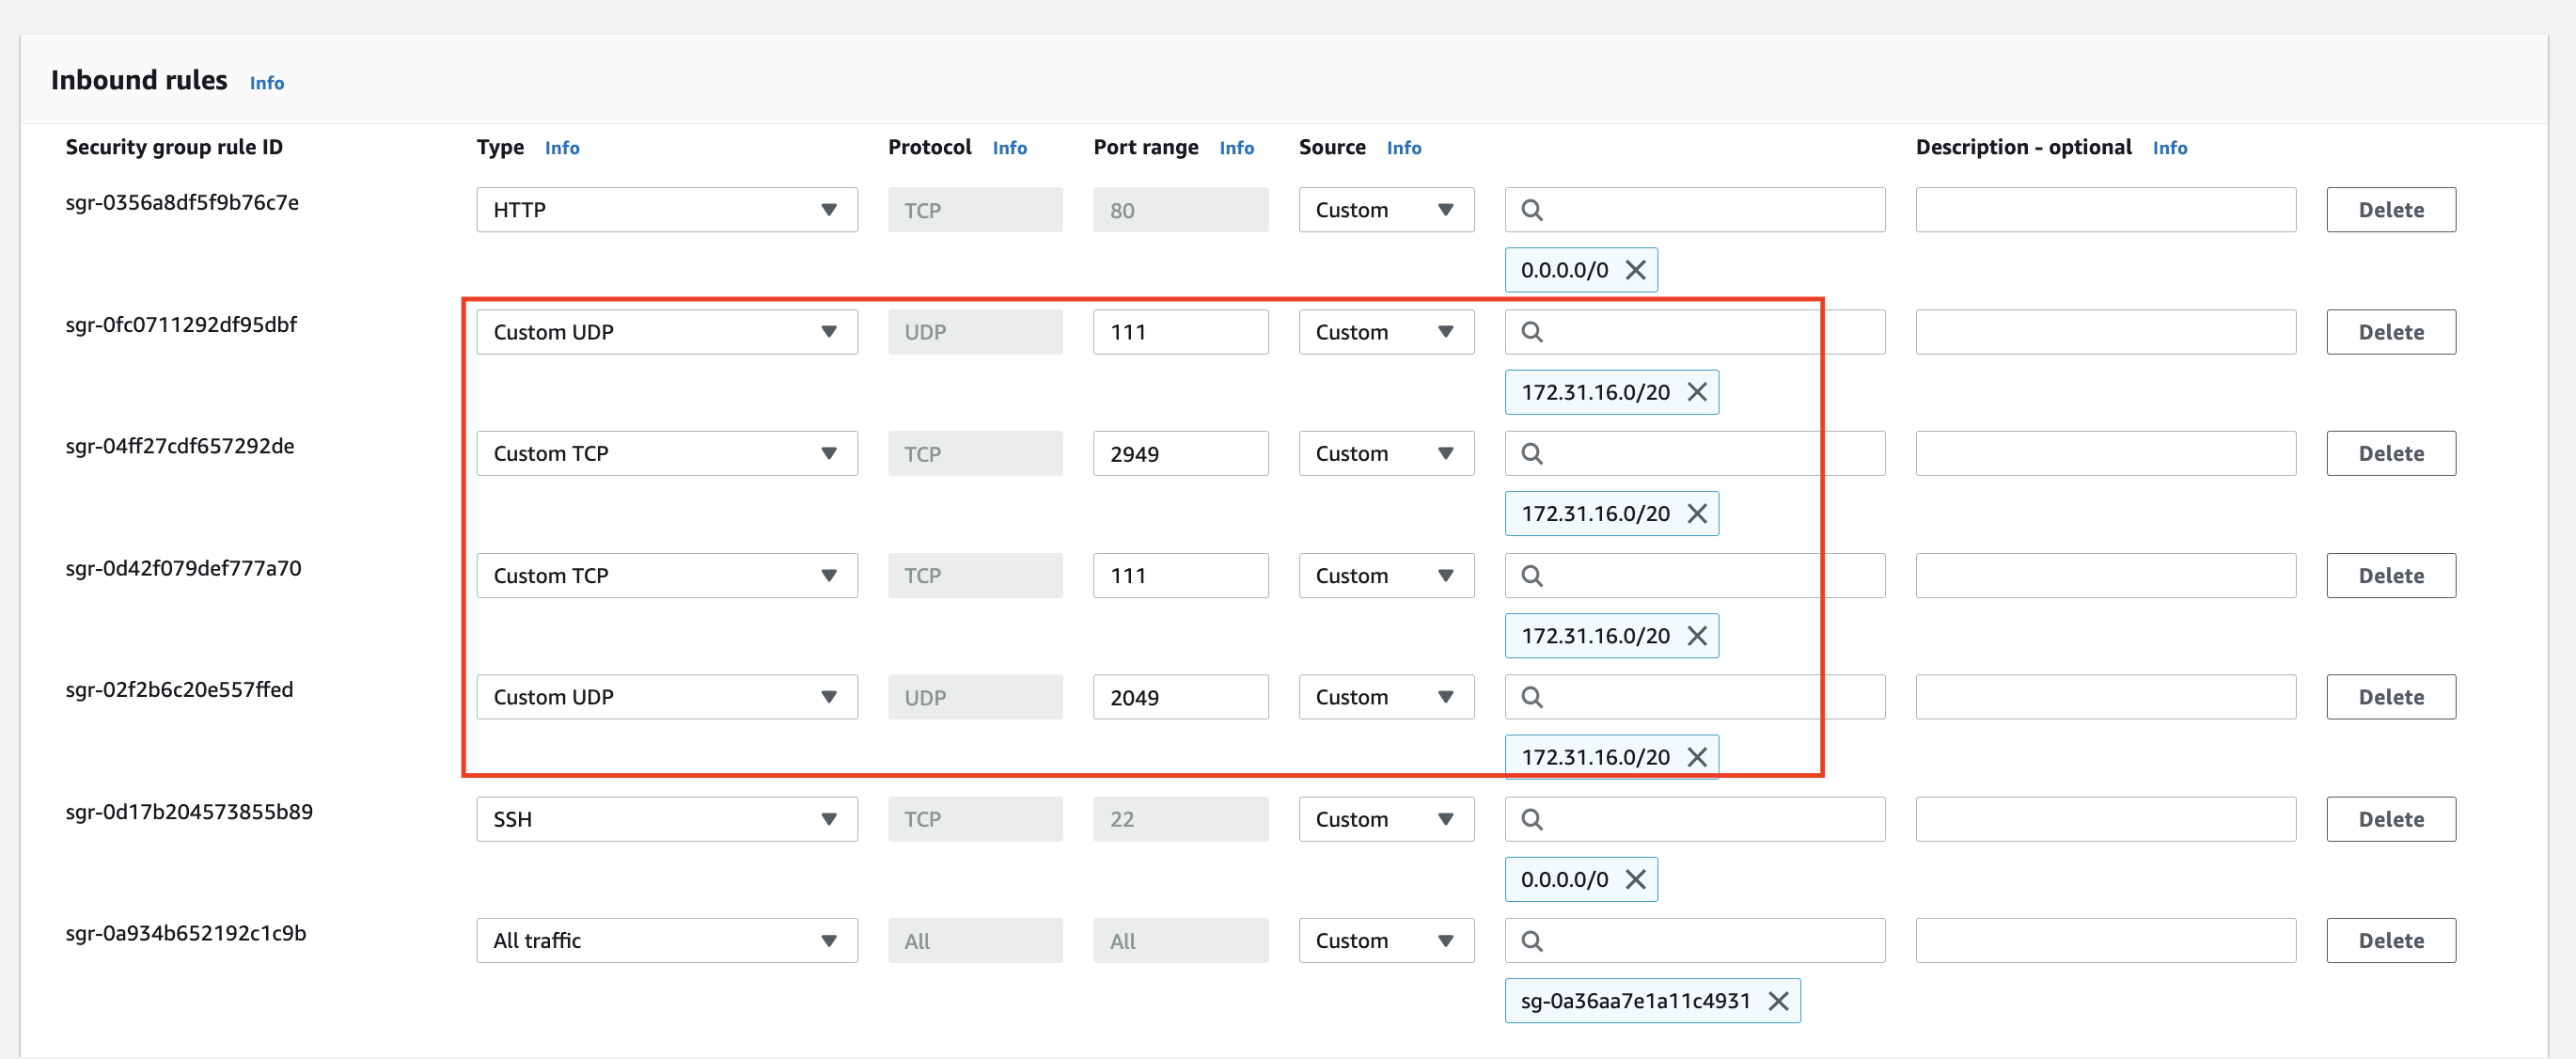 Inbound rules Info
Security group rule ID Type Info Protocol Info Port range Info Source Info Description - optional Info
sgr-0356a8df5f9b76c7e HTTP TCP 80 Custom Delete
0.0.0.0/0
sgr-0fc0711292df95dbf Custom UDP UDP 111 Custom Delete
172.31.16.0/20
sgr-04ff27cdf657292de Custom TCP TCP 2949 Custom Delete
172.31.16.0/20
sgr-0d42f079def777a70 Custom TCP TCP 111 Custom Delete
172.31.16.0/20
sgr-02f2b6c20e557ffed Custom UDP UDP 2049 Custom Delete
172.31.16.0/20
sgr-0d17b204573855b89 SSH TCP 22 Custom Delete
0.0.0.0/0
sgr-0a934b652192c1c9b All traffic All All Custom Delete
sg-0a36aa7e1a11c4931